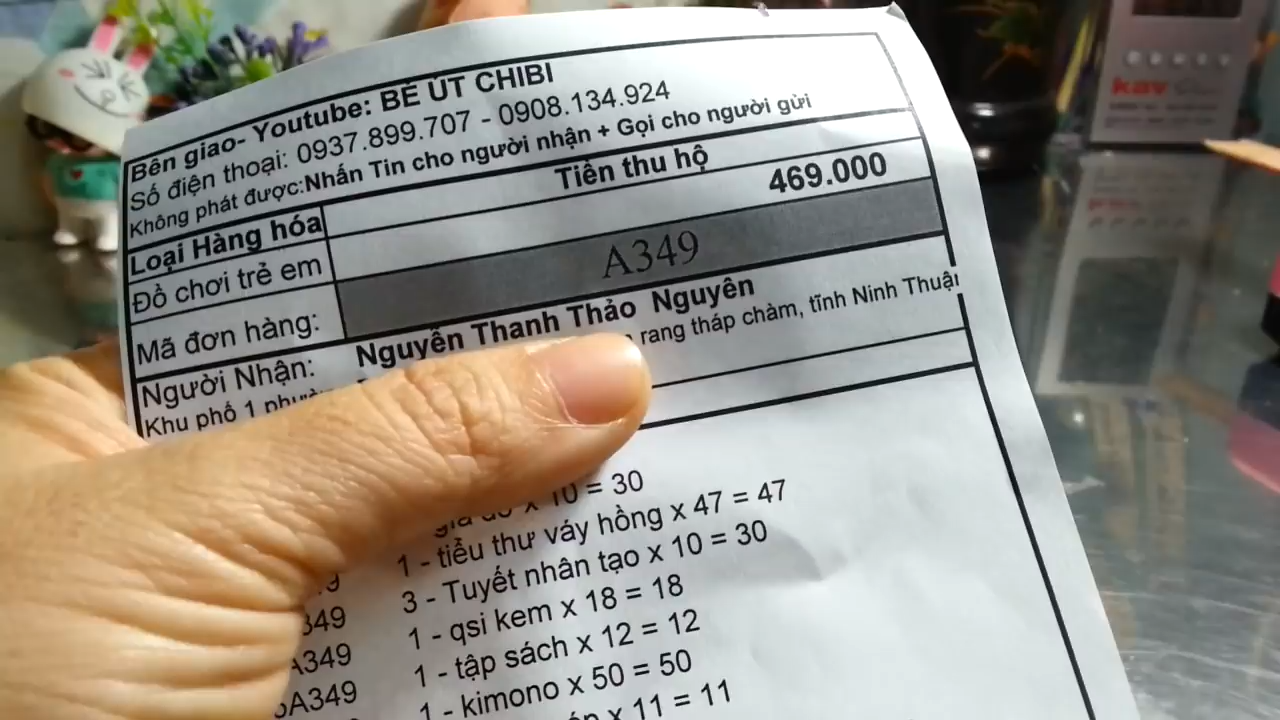 Bên giao- Youtube: BÉ ÚT CHIBI
Số điện thoại: 0937.899.707 - 0908.134.924
Không phát được:Nhắn Tin cho người nhận + Gọi cho người gửi
Loại Hàng hóa
Tiền thu hộ
Đồ chơi trẻ em
469.000
Mã đơn hàng:
A349
Người Nhận: Nguyễn Thanh Thảo Nguyên
Khu phố 1 rang tháp chàm, tĩnh Ninh Thuận
x 10 = 30
1 - tiểu thư váy hồng x 47 = 47
3 - Tuyết nhân tạo x 10 = 30
349
1 - qsi kem x 18 = 18
A349
1 - tập sách x 12 = 12
A349
1 - kimono x 50 = 50
x 11 = 11
kav